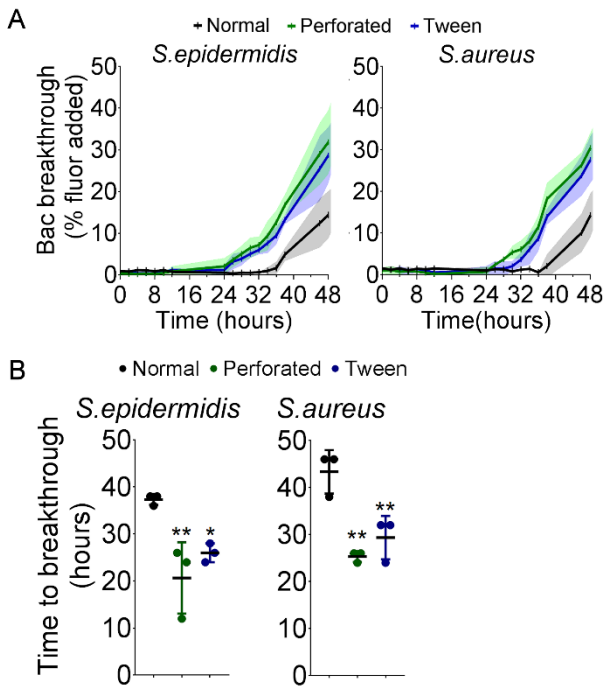 A
Normal Perforated Tween
S.epidermidis S.aureus
Bac breakthrough
(% fluor added)
50
40
30
20
10
0
0 8 16 24 32 40 48
Time (hours)
50
40
30
20
10
0
0 8 16 24 32 40 48
Time(hours)
B
Normal Perforated Tween
S.epidermidis S.aureus
Time to breakthrough
(hours)
50
40
30
20
10
0
** *
50
40
30
20
10
0
** **